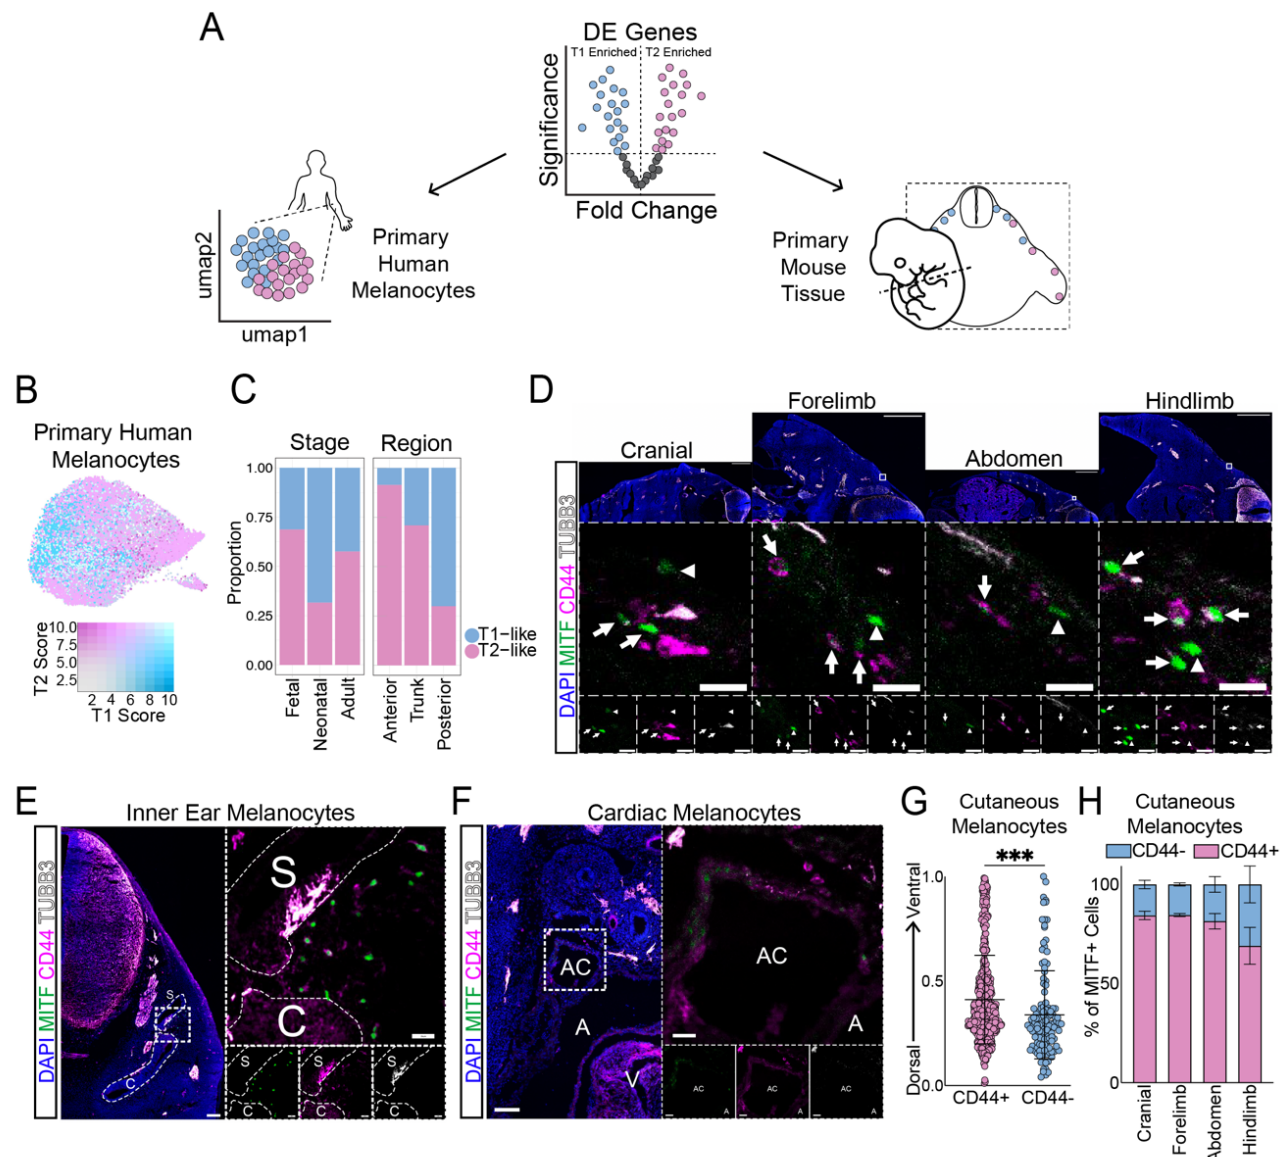 A
DE Genes
T1 Enriched
T2 Enriched
Significance
Fold Change
umap2
umap1
Primary
Human
Melanocytes
Primary
Mouse
Tissue
B
Primary Human
Melanocytes
T2 Score
10.0
7.5
5.0
2.5
2 4 6 8 10
T1 Score
C
Stage
Region
Proportion
1.00
0.75
0.50
0.25
0.00
Fetal
Neonatal
Adult
Anterior
Trunk
Posterior
T1-like
T2-like
D
Cranial
Forelimb
Abdomen
Hindlimb
DAPI MITF CD44 TUBB3
E
Inner Ear Melanocytes
DAPI MITF CD44 TUBB3
S
C
S
C
S
C
S
C
S
C
F
Cardiac Melanocytes
DAPI MITF CD44 TUBB3
AC
A
V
AC
A
AC
A
AC
A
AC
A
G
Cutaneous
Melanocytes
***
Dorsal
Ventral
1.0
0.5
0.0
CD44+
CD44-
H
Cutaneous
Melanocytes
CD44-
CD44+
% of MITF+ Cells
100
50
0
Cranial
Forelimb
Abdomen
Hindlimb